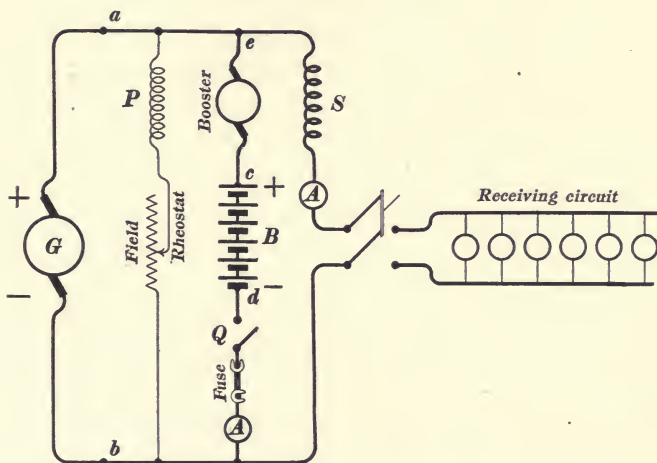 a
e
P
Booster
S
c
+
+
A
Receiving circuit
G
Field
Rheostat
B
−
d
−
Q
Fuse
A
b